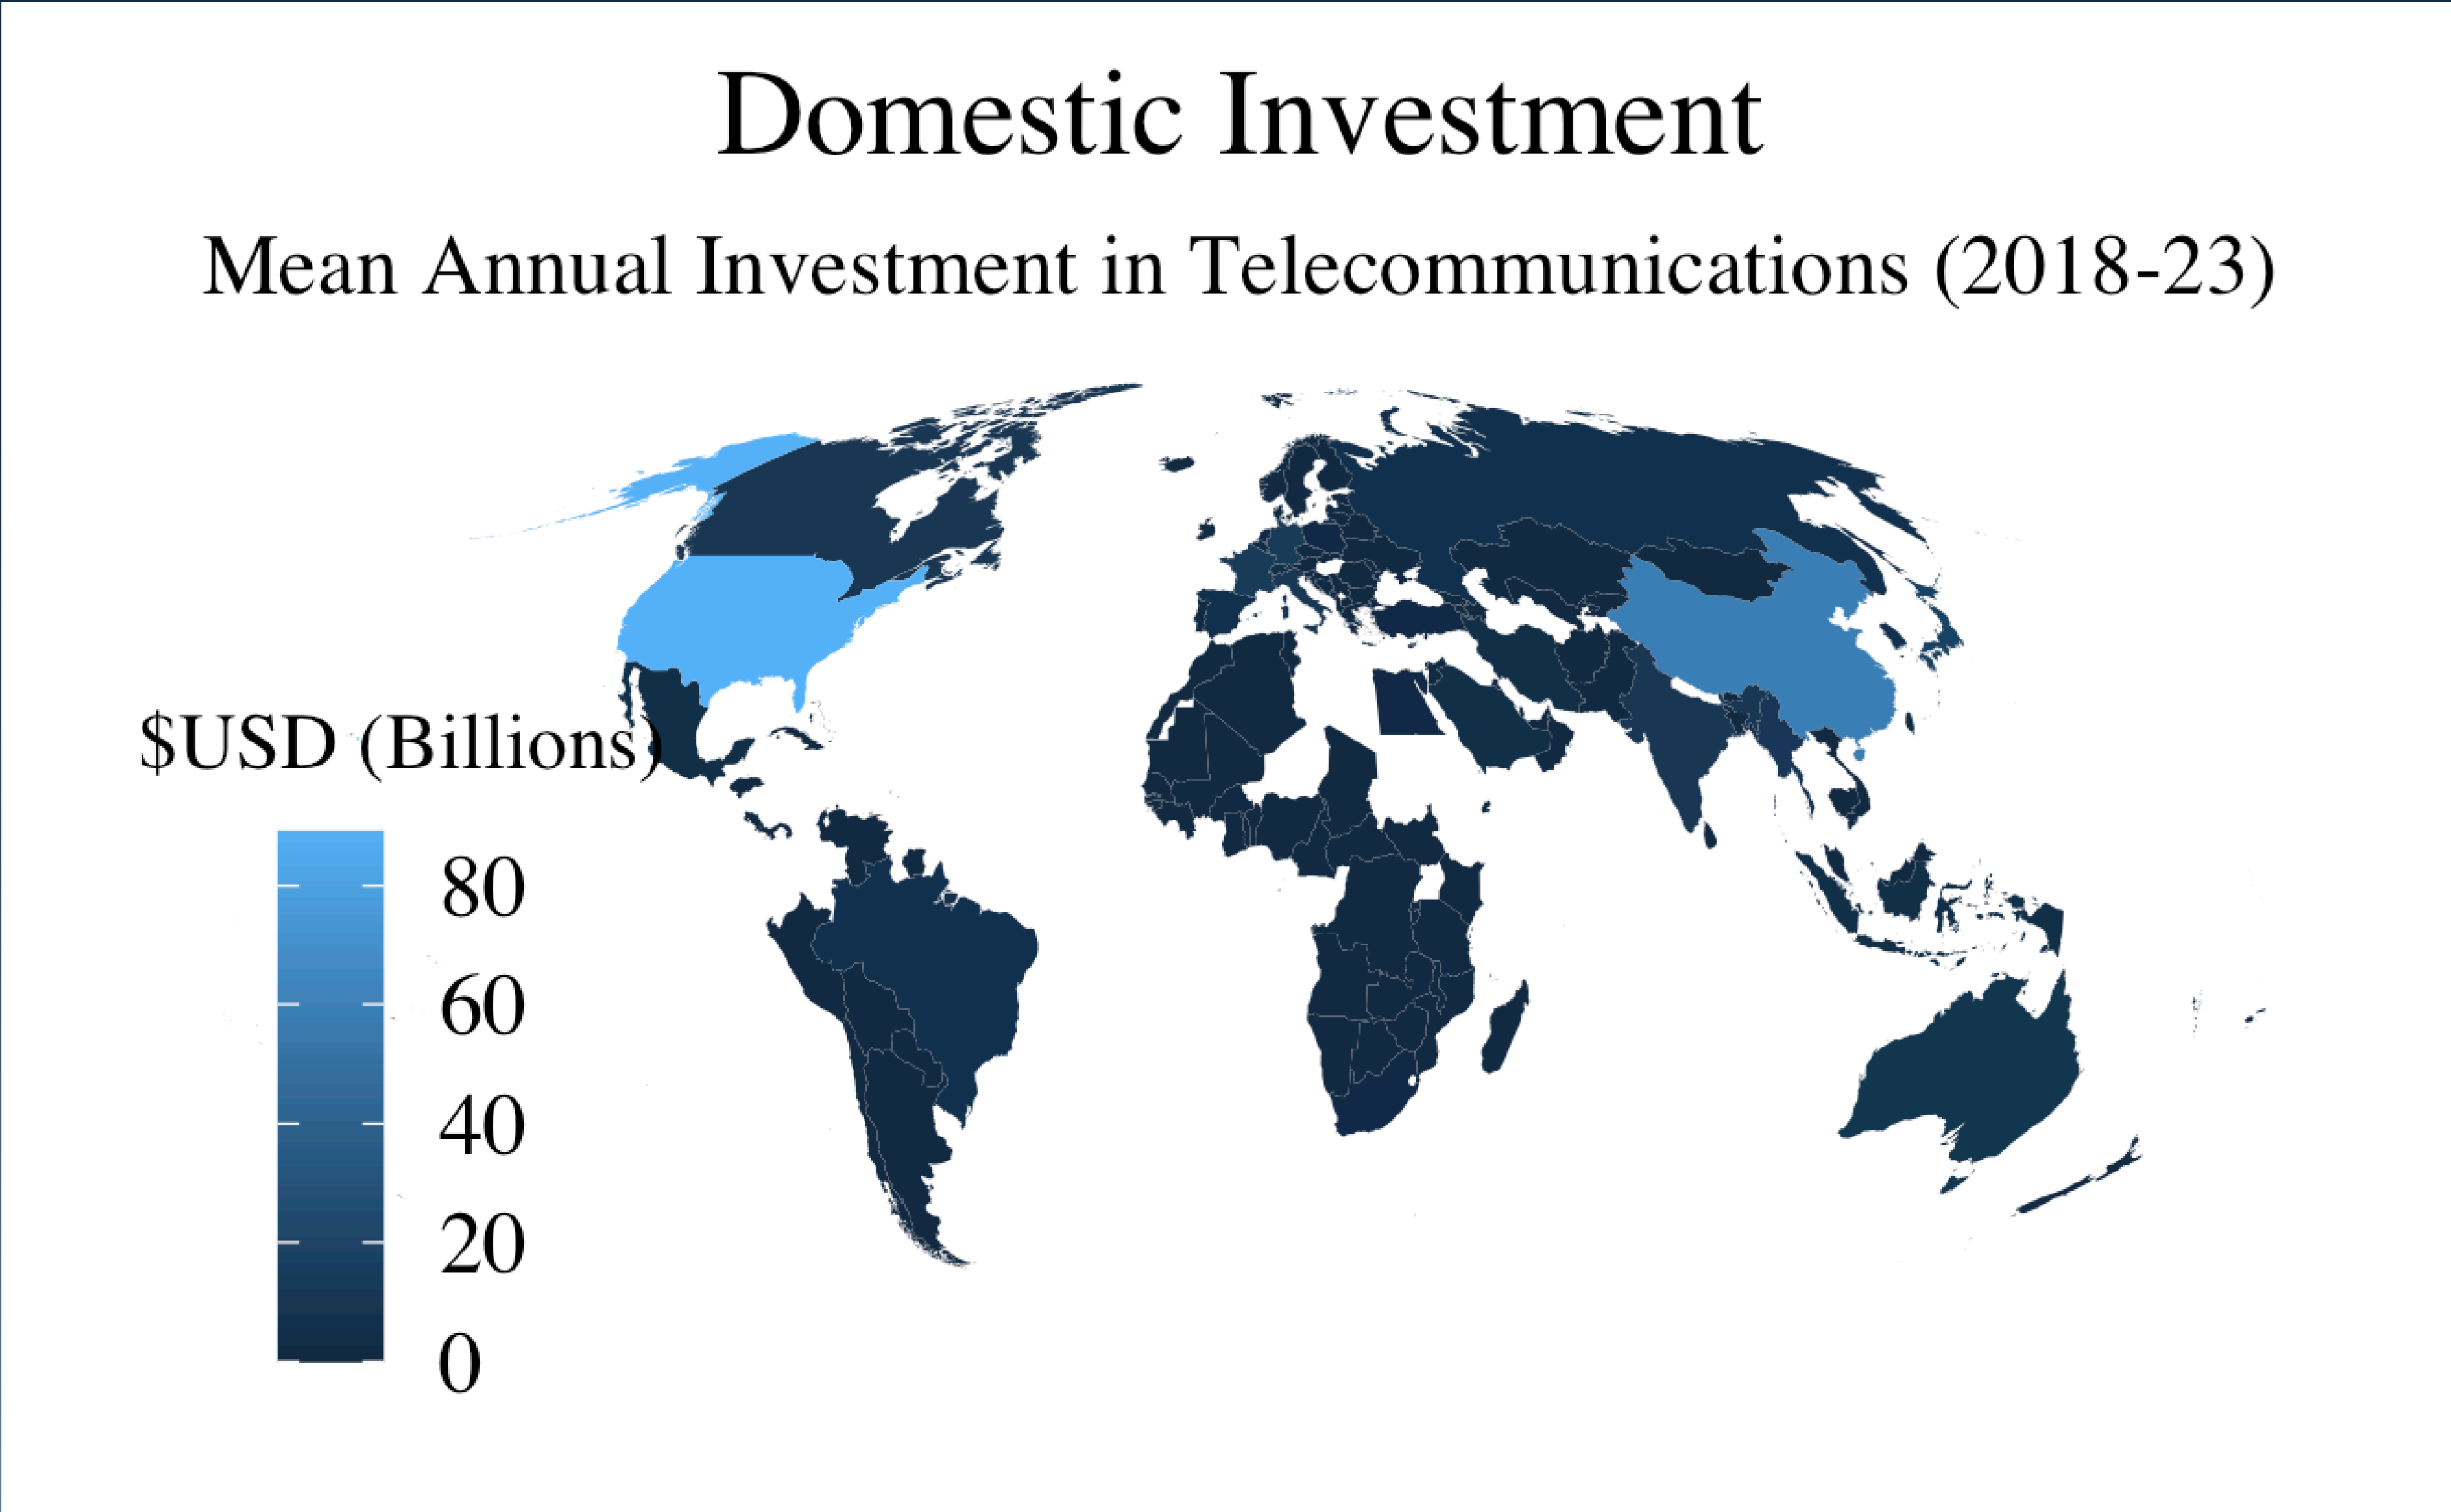 Domestic Investment
Mean Annual Investment in Telecommunications (2018-23)
$USD (Billions)
80
60
40
20
0